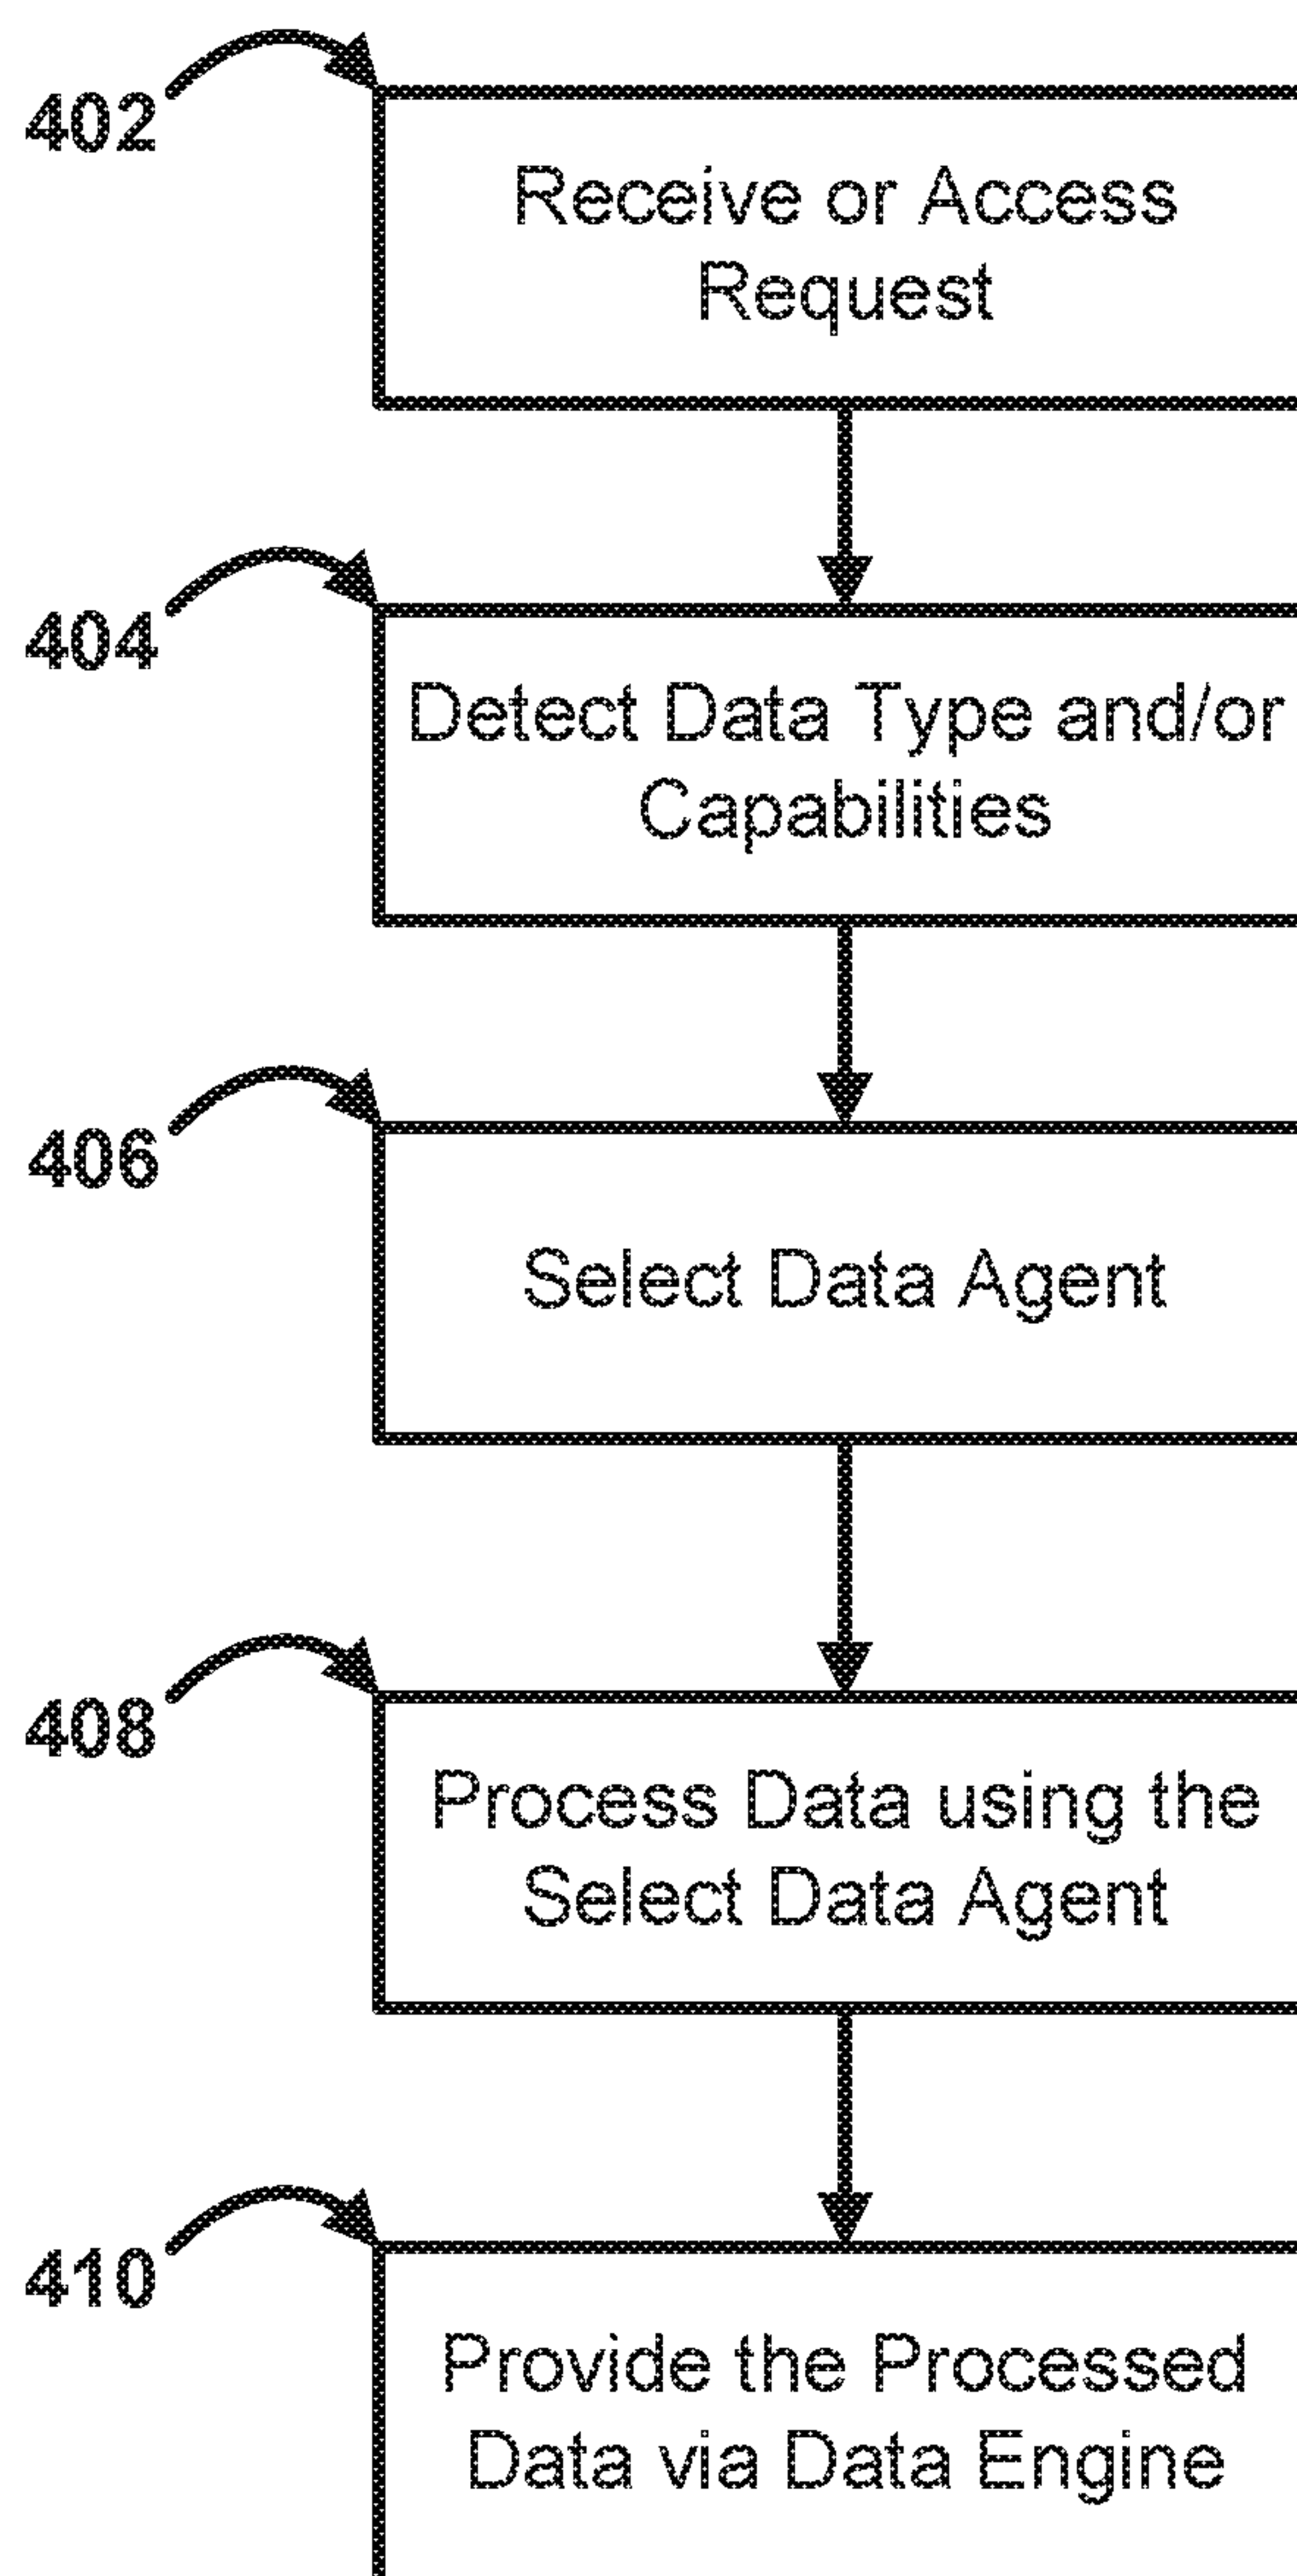 402
Receive or Access
Request
404
Detect Data Type and/or
Capabilities
406
Select Data Agent
408
Process Data using the
Select Data Agent
410
Provide the Processed
Data via Data Engine